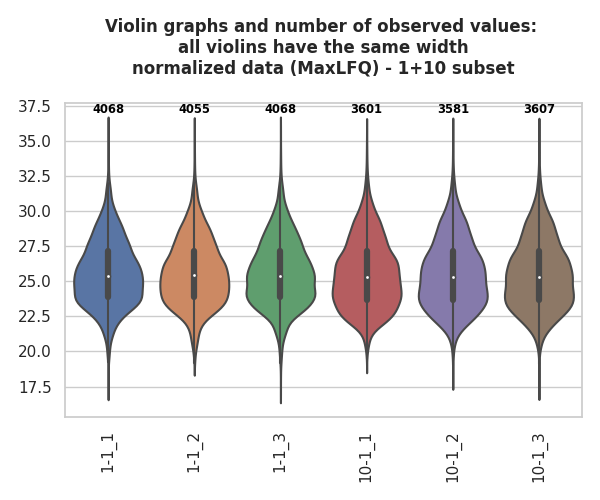 Violin graphs and number of observed values:
all violins have the same width
normalized data (MaxLFQ) - 1+10 subset
4068 4055 4068 3601 3581 3607
37.5
35.0
32.5
30.0
27.5
25.0
22.5
20.0
17.5
1-1_1 1-1_2 1-1_3 10-1_1 10-1_2 10-1_3